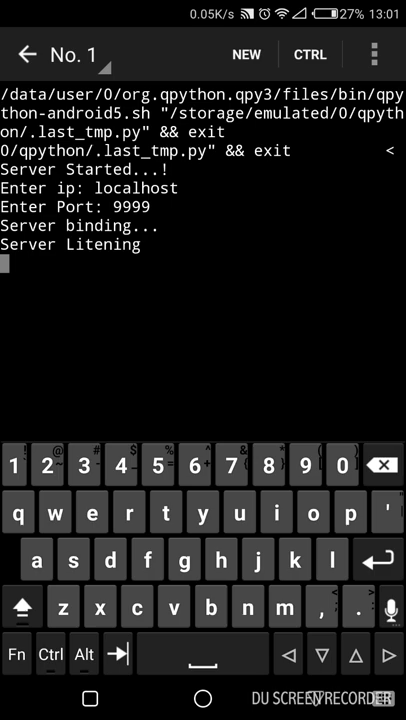 0.05K/s 27% 13:01
No. 1 NEW CTRL
/data/user/0/org.qpython.qpy3/files/bin/qpy
thon-android5.sh "/storage/emulated/0/qpyth
on/.last_tmp.py" && exit
0/qpython/.last_tmp.py" && exit <
Server Started...!
Enter ip: localhost
Enter Port: 9999
Server binding...
Server Litening
1 2 3 4 5 6 7 8 9 0
q w e r t y u i o p '
a s d f g h j k l
z x c v b n m , .
Fn Ctrl Alt
DU SCREEN RECORDER